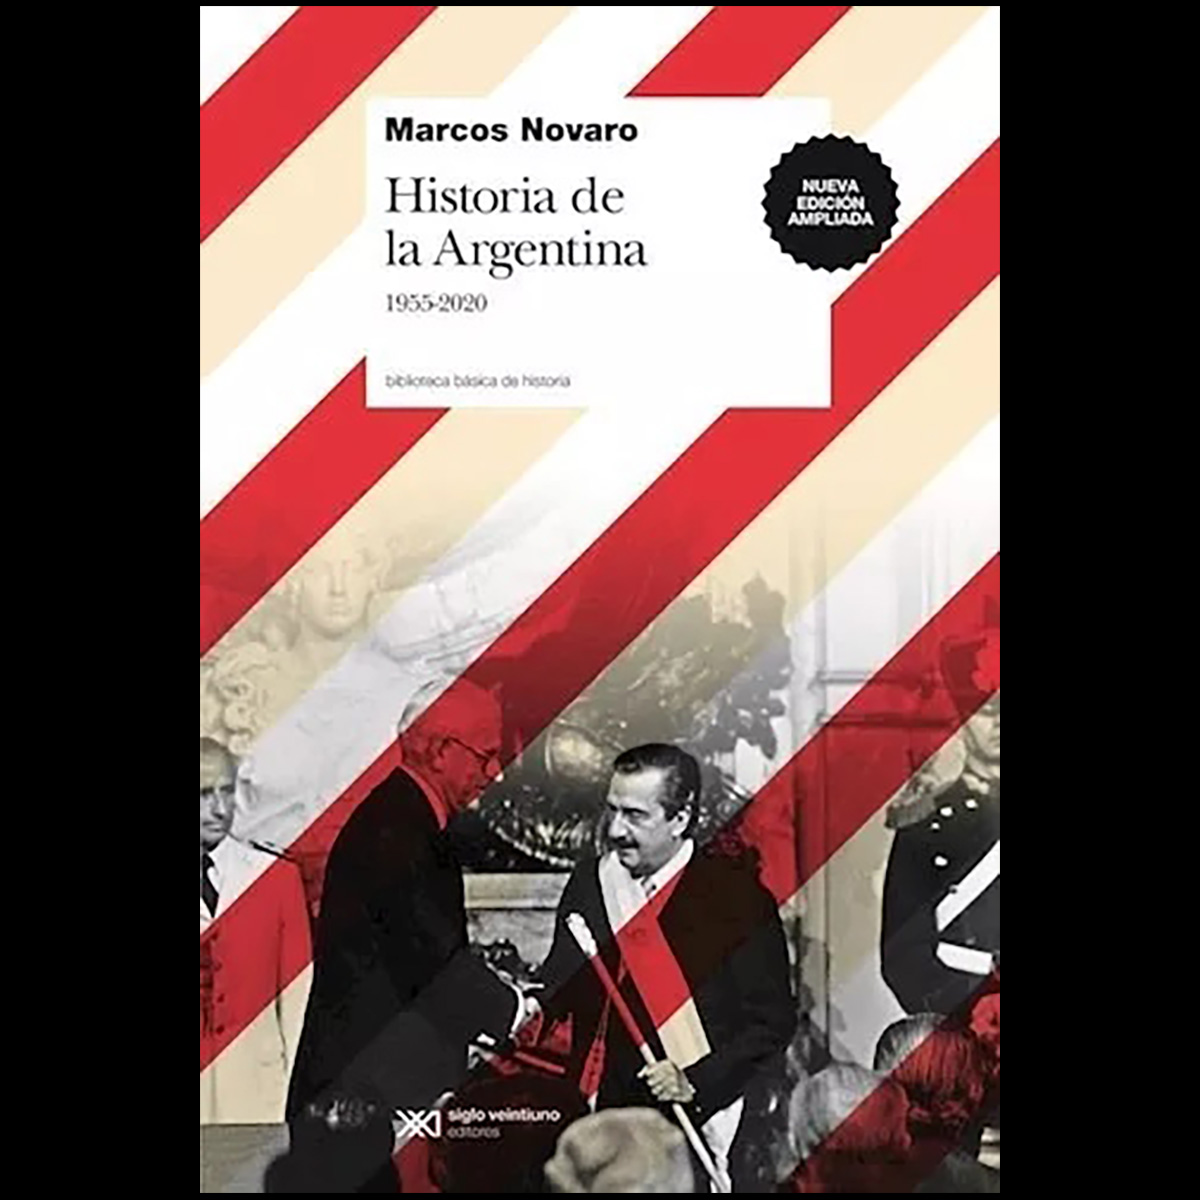 Marcos Novaro
Historia de
la Argentina
1955-2020
biblioteca básica de historia
NUEVA
EDICIÓN
AMPLIADA
siglo veintiuno
editores